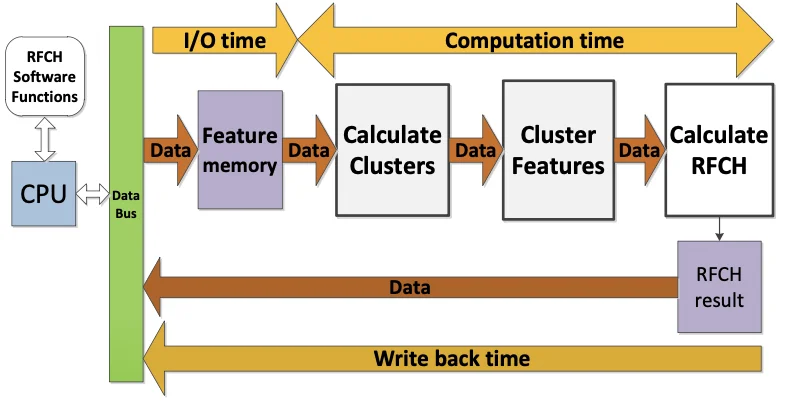 I/O time
Computation time
RFCH
Software
Functions
CPU
Data
Bus
Data
Feature
memory
Data
Calculate
Clusters
Data
Cluster
Features
Data
Calculate
RFCH
RFCH
result
Data
Write back time